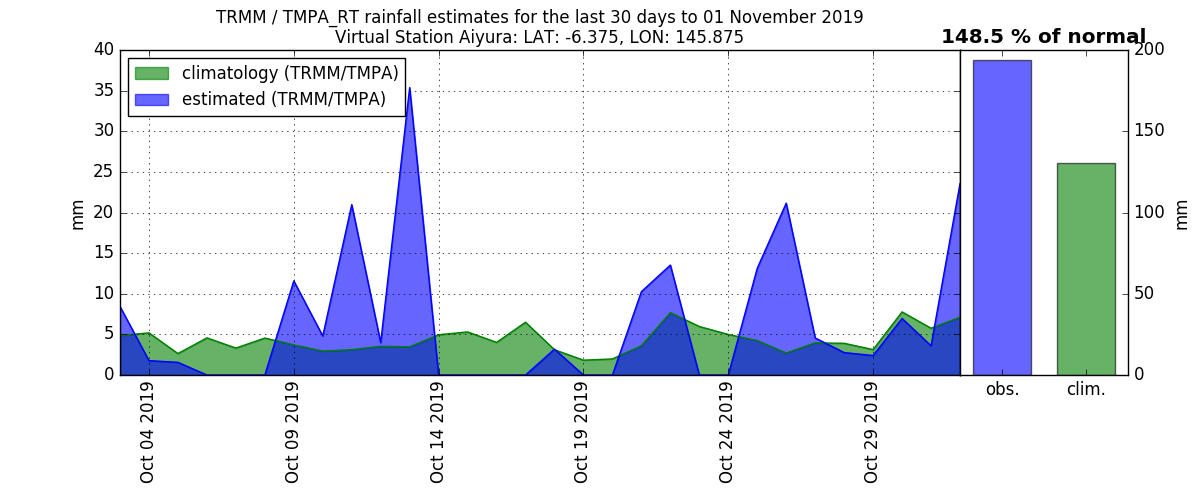 TRMM / TMPA_RT rainfall estimates for the last 30 days to 01 November 2019
Virtual Station Aiyura: LAT: -6.375, LON: 145.875
148.5 % of normal
climatology (TRMM/TMPA)
estimated (TRMM/TMPA)
40
35
30
25
20
15
10
5
0
mm
Oct 04 2019
Oct 09 2019
Oct 14 2019
Oct 19 2019
Oct 24 2019
Oct 29 2019
obs.
clim.
200
150
100
50
0
mm